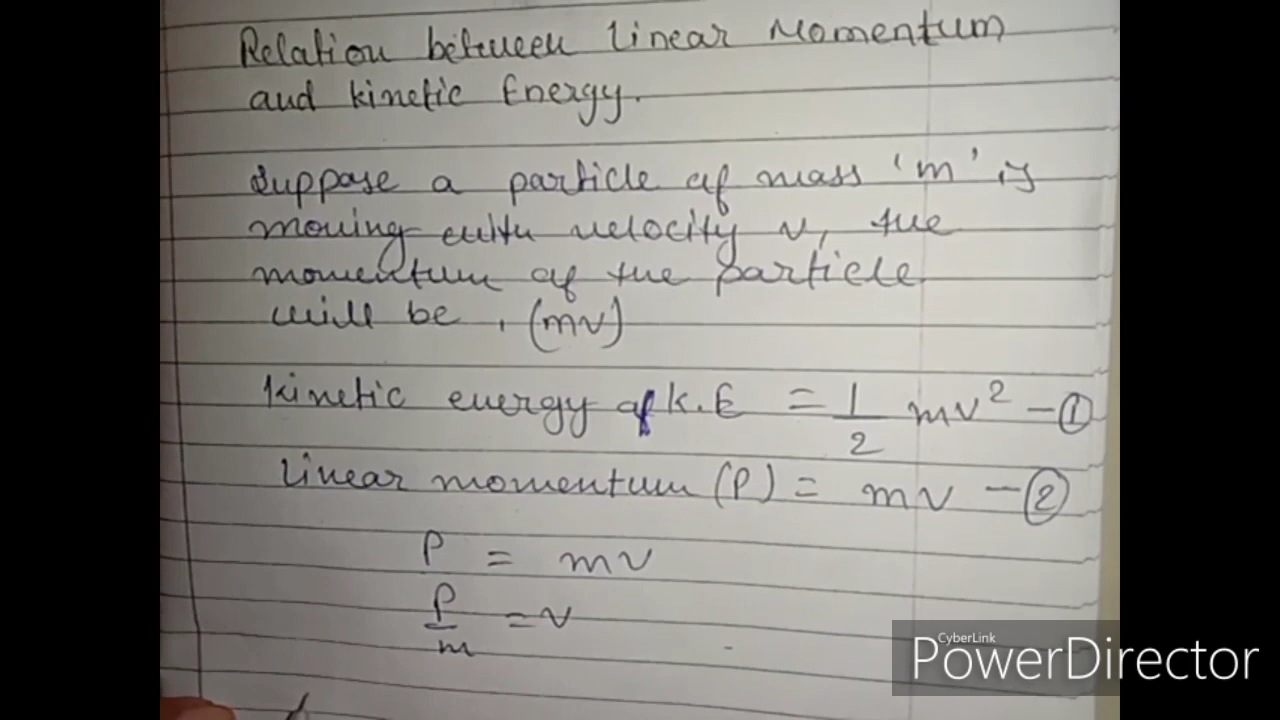 Relation between Linear Momentum
and kinetic Energy.
Suppose a particle of mass 'm' is
moving with velocity v, the
momentum of the particle
will be . (mv)
kinetic energy of K.E = 1/2 mv² - ①
Linear momentum (P) = mv - ②
P = mv
P/m = v
CyberLink
PowerDirector